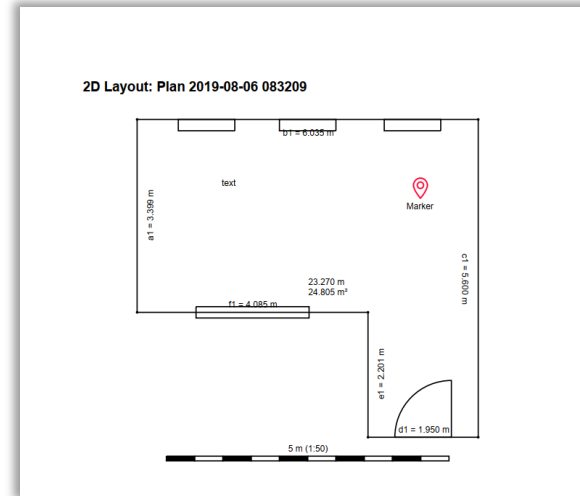 2D Layout: Plan 2019-08-06 083209
b1 = 6.035 m
text
Marker
a1 = 3.399 m
c1 = 5.600 m
23.270 m
24.805 m²
f1 = 4.085 m
e1 = 2.201 m
d1 = 1.950 m
5 m (1:50)